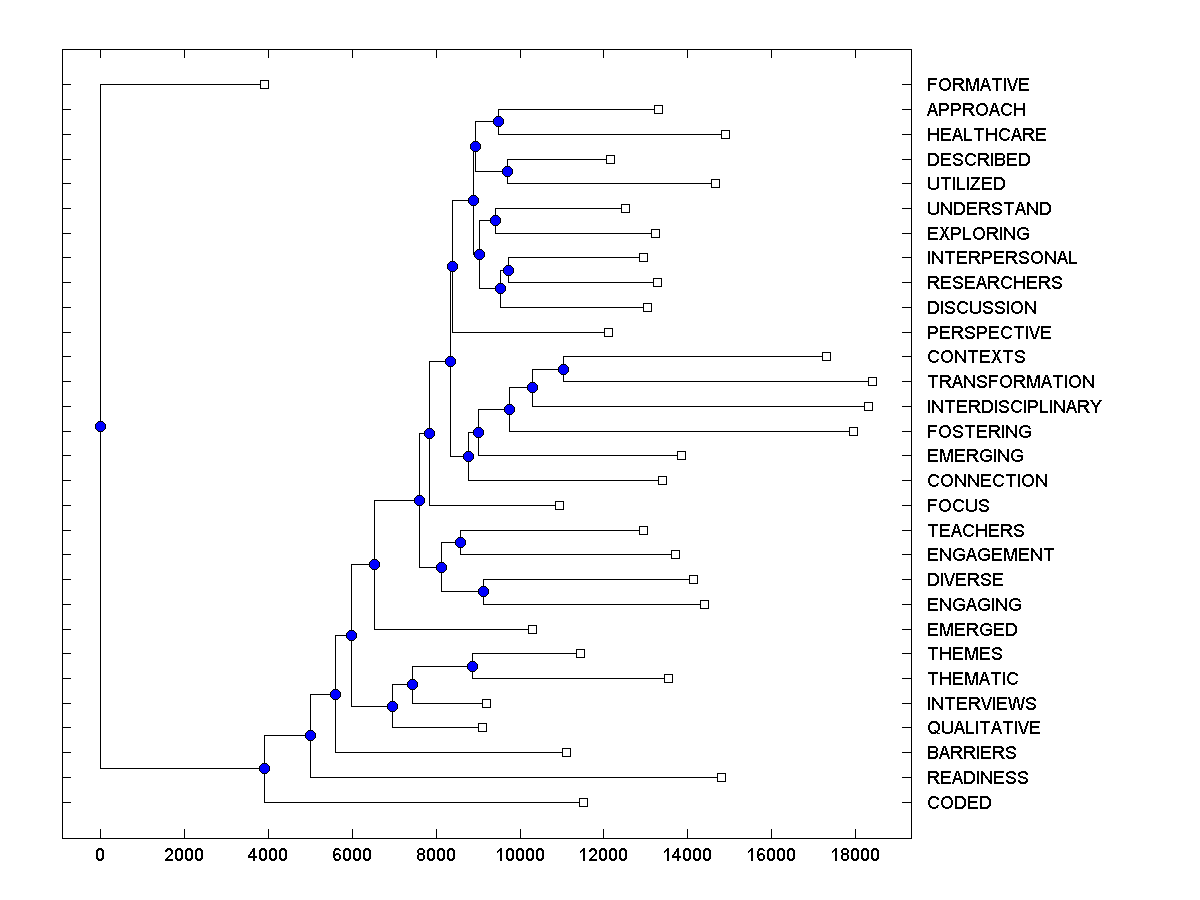 FORMATIVE
APPROACH
HEALTHCARE
DESCRIBED
UTILIZED
UNDERSTAND
EXPLORING
INTERPERSONAL
RESEARCHERS
DISCUSSION
PERSPECTIVE
CONTEXTS
TRANSFORMATION
INTERDISCIPLINARY
FOSTERING
EMERGING
CONNECTION
FOCUS
TEACHERS
ENGAGEMENT
DIVERSE
ENGAGING
EMERGED
THEMES
THEMATIC
INTERVIEWS
QUALITATIVE
BARRIERS
READINESS
CODED
0 2000 4000 6000 8000 10000 12000 14000 16000 18000